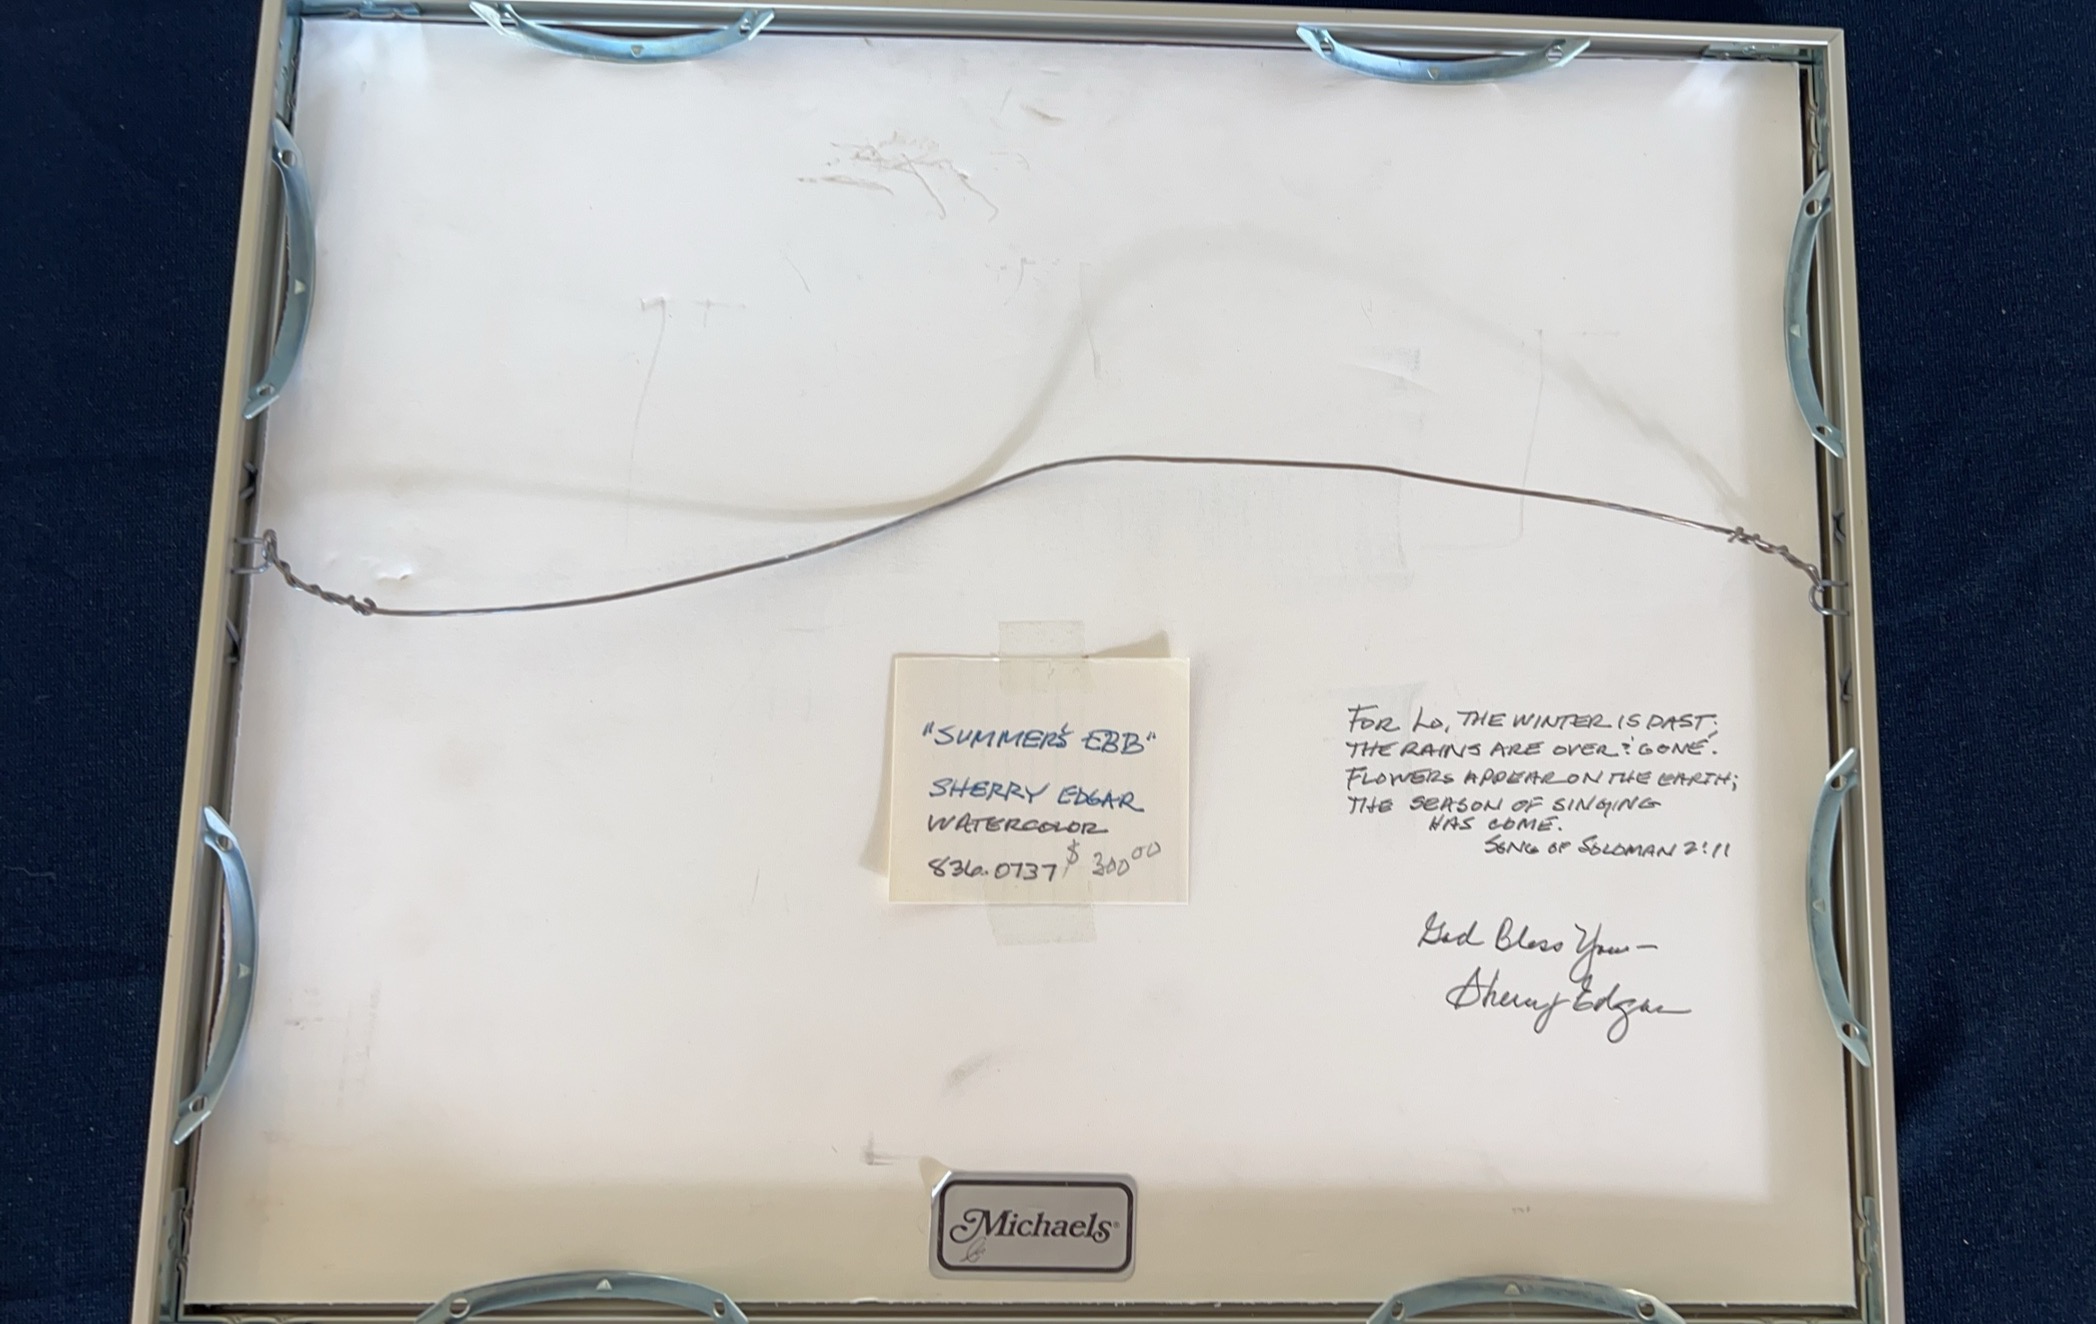 "SUMMER'S EBB"
SHERRY EDGAR
WATERCOLOR
836.0737 $ 300.00
FOR LO, THE WINTER IS PAST;
THE RAINS ARE OVER & GONE.
FLOWERS APPEAR ON THE EARTH;
THE SEASON OF SINGING
HAS COME.
SONG OF SOLOMAN 2:11
God Bless You—
Sherry Edgar
Michaels